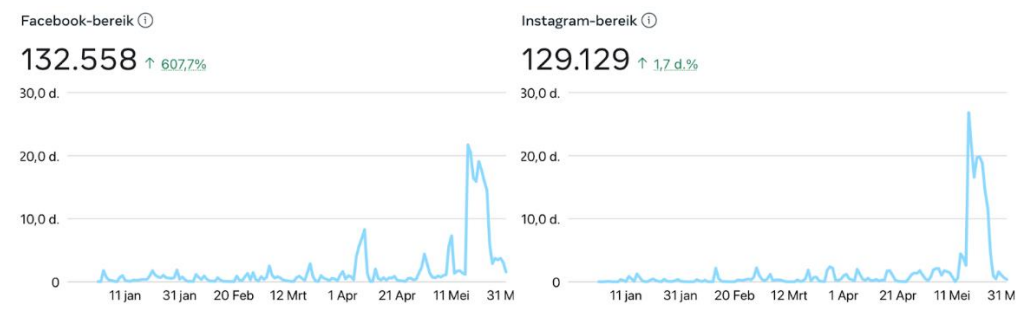 Facebook-bereik
132.558 ↑ 607,7%
30,0 d.
20,0 d.
10,0 d.
0
11 jan 31 jan 20 Feb 12 Mrt 1 Apr 21 Apr 11 Mei 31 M
Instagram-bereik
129.129 ↑ 1,7 d.%
30,0 d.
20,0 d.
10,0 d.
0
11 jan 31 jan 20 Feb 12 Mrt 1 Apr 21 Apr 11 Mei 31 M